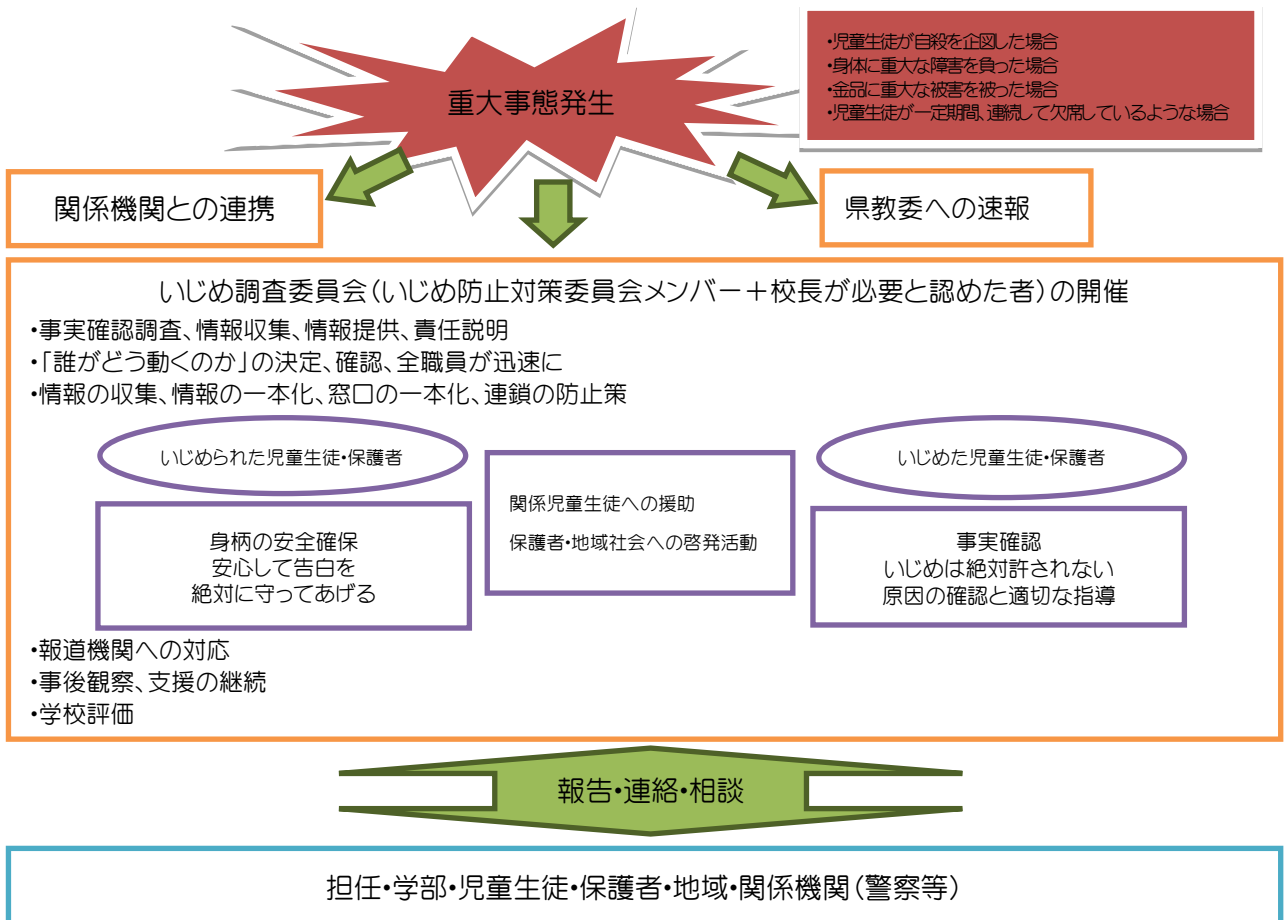 重大事態発生
・児童生徒が自殺を企図した場合
・身体に重大な障害を負った場合
・金品に重大な被害を被った場合
・児童生徒が一定期間、連続して欠席しているような場合
関係機関との連携
県教委への速報
いじめ調査委員会（いじめ防止対策委員会メンバー＋校長が必要と認めた者）の開催
・事実確認調査、情報収集、情報提供、責任説明
・「誰がどう動くのか」の決定、確認、全職員が迅速に
・情報の収集、情報の一本化、窓口の一本化、連鎖の防止策
いじめられた児童生徒・保護者
身柄の安全確保
安心して告白を
絶対に守ってあげる
関係児童生徒への援助
保護者・地域社会への啓発活動
いじめた児童生徒・保護者
事実確認
いじめは絶対許されない
原因の確認と適切な指導
・報道機関への対応
・事後観察、支援の継続
・学校評価
報告・連絡・相談
担任・学部・児童生徒・保護者・地域・関係機関（警察等）